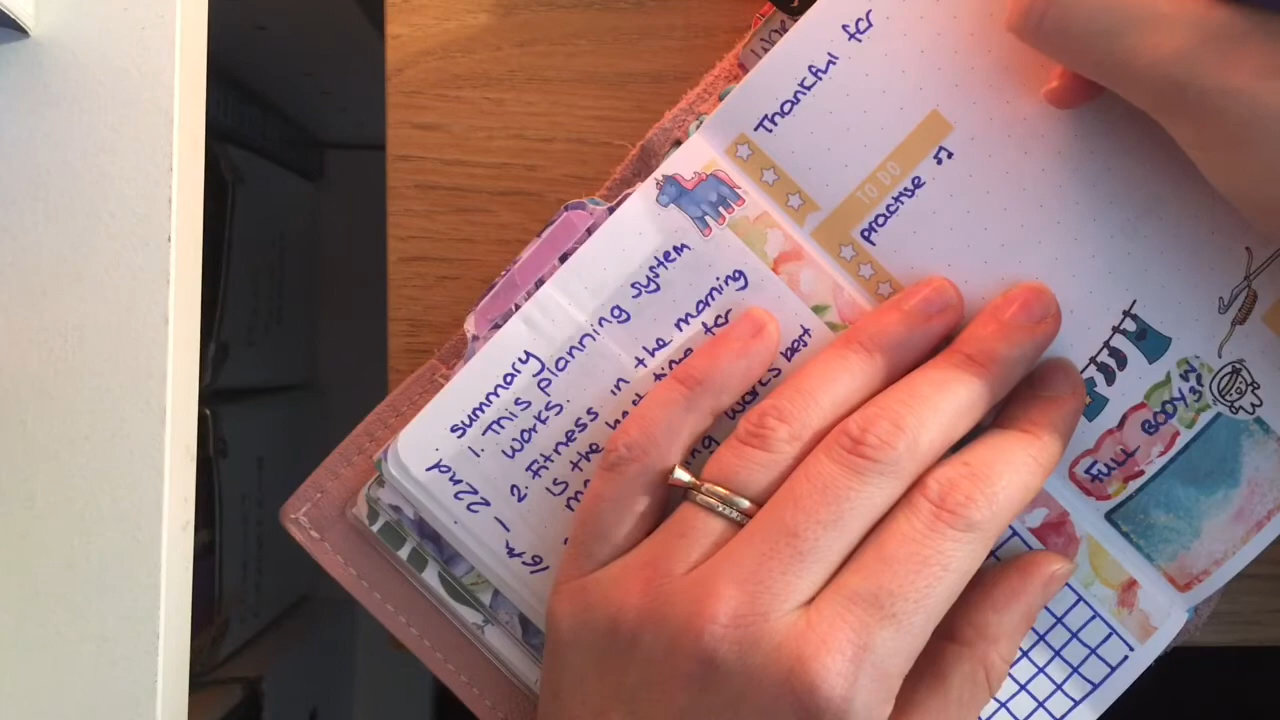 16th - 22nd. summary
1. This planning system
works.
2. Fitness in the morning
is the best time for
works best
Thankful for
TO DO
practise ♫
FULL
BODY W
3P